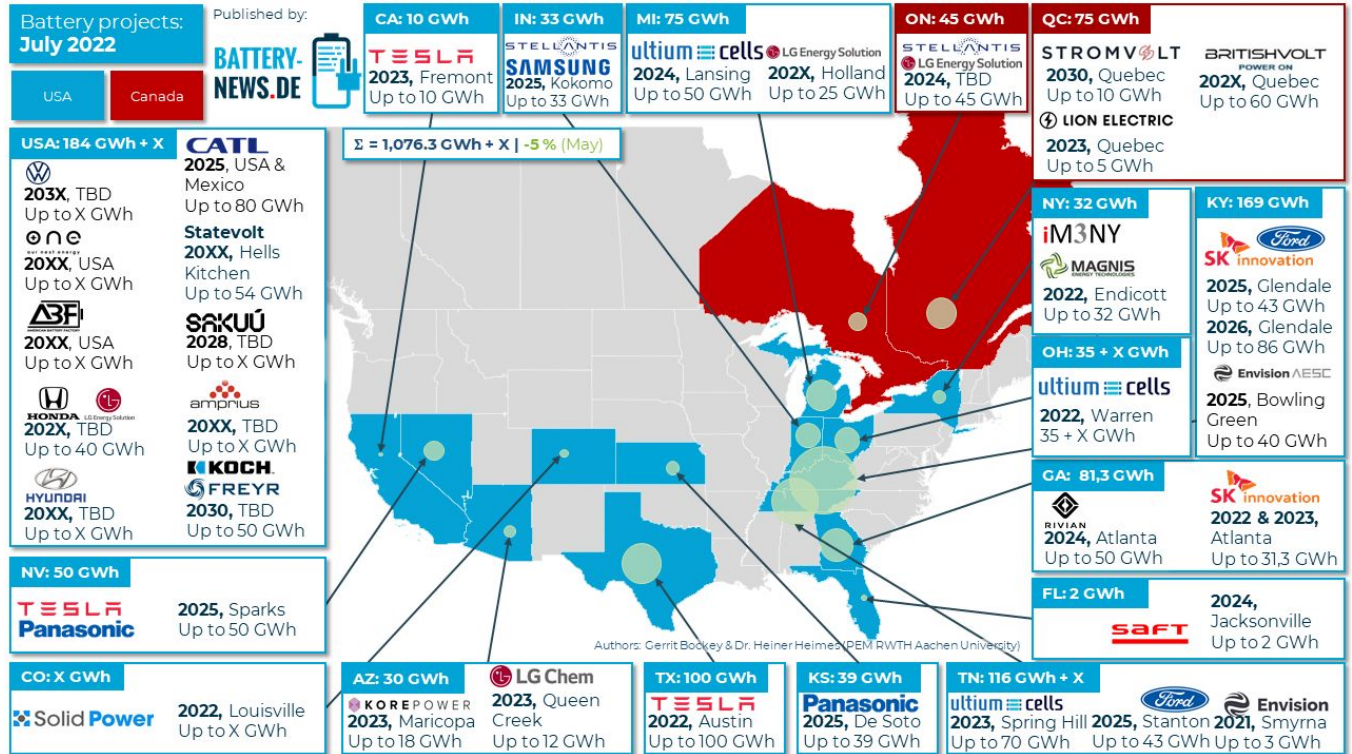 Battery projects:
July 2022
USA
Canada
Published by:
BATTERY-
NEWS.DE
CA: 10 GWh
TESLA
2023, Fremont
Up to 10 GWh
IN: 33 GWh
STELLANTIS
SAMSUNG
2025, Kokomo
Up to 33 GWh
MI: 75 GWh
ultium cells
2024, Lansing
Up to 50 GWh
LG Energy Solution
202X, Holland
Up to 25 GWh
ON: 45 GWh
STELLANTIS
LG Energy Solution
2024, TBD
Up to 45 GWh
QC: 75 GWh
STROMVOLT
2030, Quebec
Up to 10 GWh
LION ELECTRIC
2023, Quebec
Up to 5 GWh
BRITISHVOLT
POWER ON
202X, Quebec
Up to 60 GWh
Σ = 1,076.3 GWh + X | -5 % (May)
USA: 184 GWh + X
203X, TBD
Up to X GWh
one
our next energy
20XX, USA
Up to X GWh
ABF
AMERICAN BATTERY FACTORY
20XX, USA
Up to X GWh
HONDA LG Energy Solution
202X, TBD
Up to 40 GWh
HYUNDAI
20XX, TBD
Up to X GWh
CATL
2025, USA &
Mexico
Up to 80 GWh
Statevolt
20XX, Hells
Kitchen
Up to 54 GWh
SAKUÚ
2028, TBD
Up to X GWh
amprius
20XX, TBD
Up to X GWh
KOCH
FREYR
2030, TBD
Up to 50 GWh
NY: 32 GWh
iM3NY
MAGNIS
ENERGY TECHNOLOGIES
2022, Endicott
Up to 32 GWh
KY: 169 GWh
SK innovation Ford
2025, Glendale
Up to 43 GWh
2026, Glendale
Up to 86 GWh
Envision AESC
2025, Bowling
Green
Up to 40 GWh
OH: 35 + X GWh
ultium cells
2022, Warren
35 + X GWh
GA: 81,3 GWh
RIVIAN
2024, Atlanta
Up to 50 GWh
SK innovation
2022 & 2023,
Atlanta
Up to 31,3 GWh
FL: 2 GWh
saft
2024,
Jacksonville
Up to 2 GWh
NV: 50 GWh
TESLA
Panasonic
2025, Sparks
Up to 50 GWh
Authors: Gerrit Bockey & Dr. Heiner Heimes (PEM RWTH Aachen University)
CO: X GWh
Solid Power
2022, Louisville
Up to X GWh
AZ: 30 GWh
KOREPOWER
2023, Maricopa
Up to 18 GWh
LG Chem
2023, Queen
Creek
Up to 12 GWh
TX: 100 GWh
TESLA
2022, Austin
Up to 100 GWh
KS: 39 GWh
Panasonic
2025, De Soto
Up to 39 GWh
TN: 116 GWh + X
ultium cells
2023, Spring Hill
Up to 70 GWh
Ford
2025, Stanton
Up to 43 GWh
Envision
2021, Smyrna
Up to 3 GWh